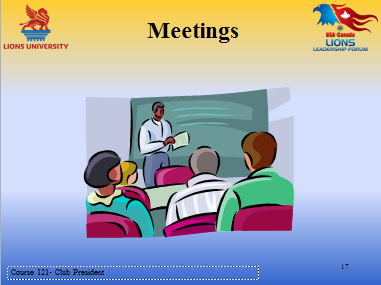 LIONS UNIVERSITY
Meetings
USA-Canada
LIONS
LEADERSHIP FORUM
Course 121- Club President
17